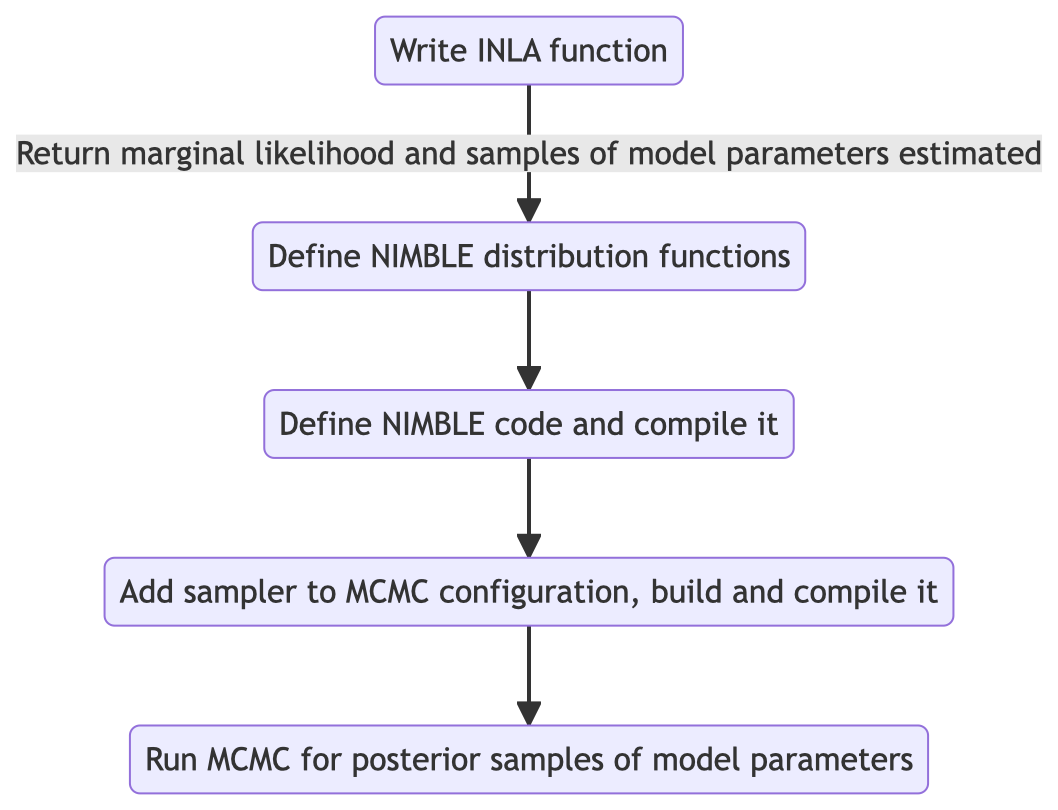 Write INLA function
Return marginal likelihood and samples of model parameters estimated
Define NIMBLE distribution functions
Define NIMBLE code and compile it
Add sampler to MCMC configuration, build and compile it
Run MCMC for posterior samples of model parameters